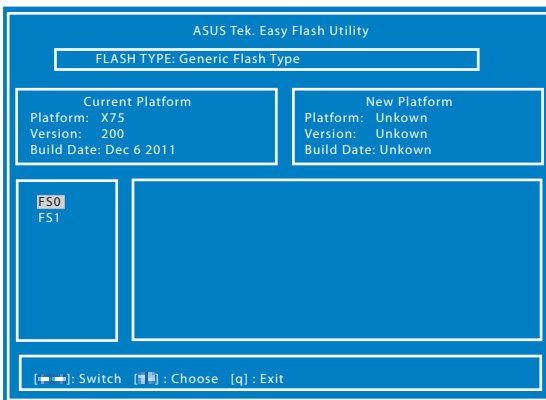 ASUS Tek. Easy Flash Utility
FLASH TYPE: Generic Flash Type
Current Platform
Platform: X75
Version: 200
Build Date: Dec 6 2011
New Platform
Platform: Unkown
Version: Unkown
Build Date: Unkown
FS0
FS1
[ ]: Switch [ ] : Choose [q] : Exit